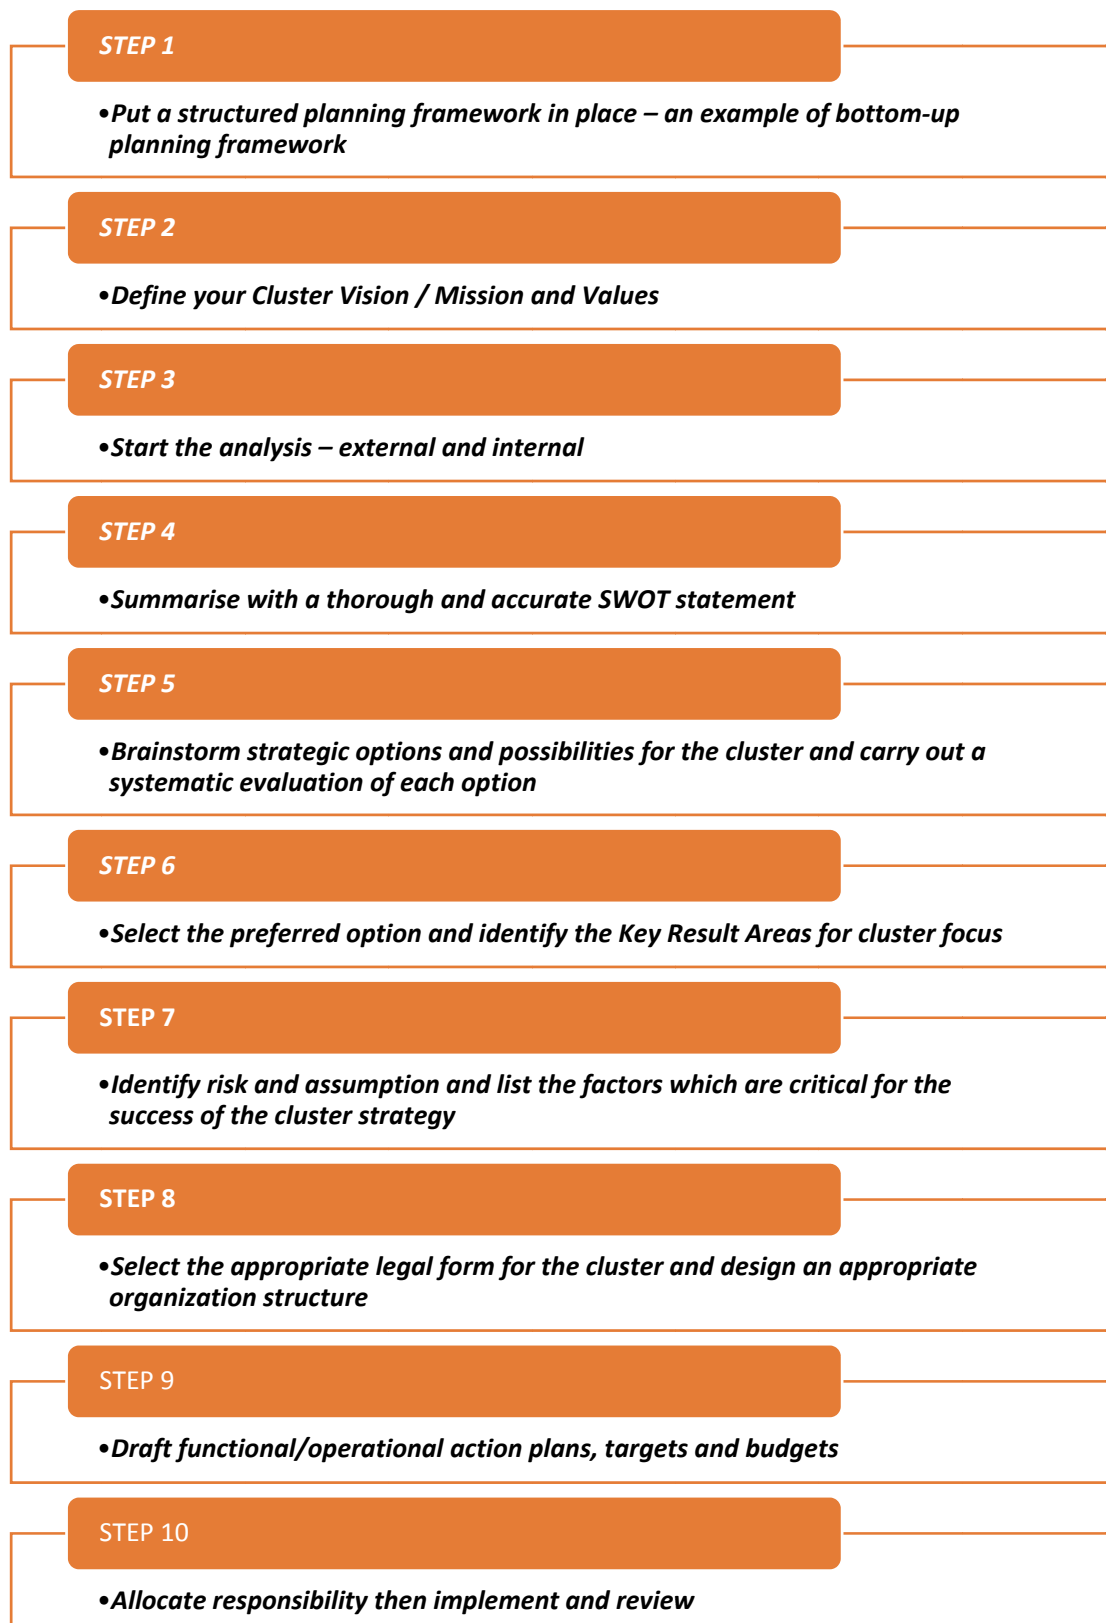 STEP 1
•Put a structured planning framework in place – an example of bottom-up
planning framework
STEP 2
•Define your Cluster Vision / Mission and Values
STEP 3
•Start the analysis – external and internal
STEP 4
•Summarise with a thorough and accurate SWOT statement
STEP 5
•Brainstorm strategic options and possibilities for the cluster and carry out a
systematic evaluation of each option
STEP 6
•Select the preferred option and identify the Key Result Areas for cluster focus
STEP 7
•Identify risk and assumption and list the factors which are critical for the
success of the cluster strategy
STEP 8
•Select the appropriate legal form for the cluster and design an appropriate
organization structure
STEP 9
•Draft functional/operational action plans, targets and budgets
STEP 10
•Allocate responsibility then implement and review